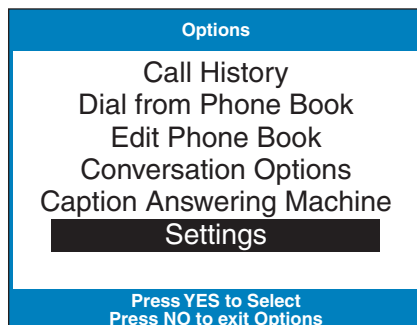 Options
Call History
Dial from Phone Book
Edit Phone Book
Conversation Options
Caption Answering Machine
Settings
Press YES to Select
Press NO to exit Options